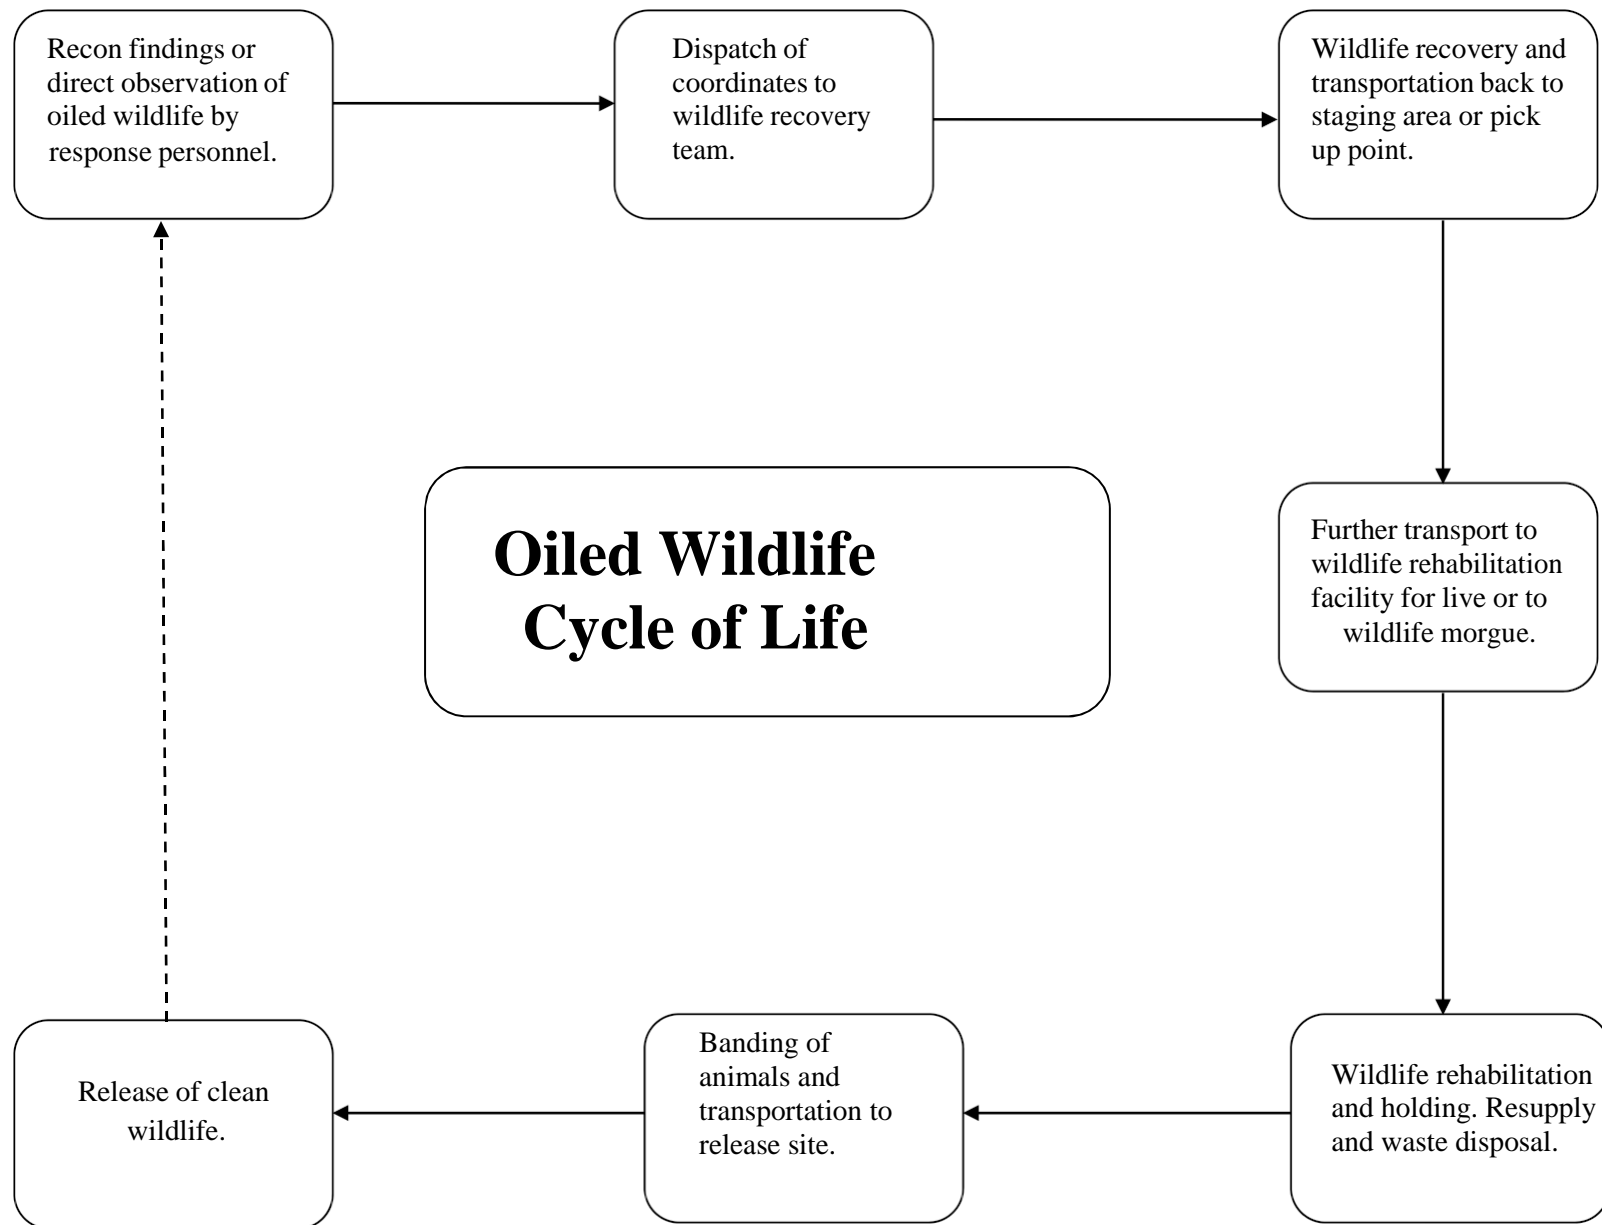 Recon findings or
direct observation of
oiled wildlife by
response personnel.
Dispatch of
coordinates to
wildlife recovery
team.
Wildlife recovery and
transportation back to
staging area or pick
up point.
Further transport to
wildlife rehabilitation
facility for live or to
wildlife morgue.
Oiled Wildlife
Cycle of Life
Wildlife rehabilitation
and holding. Resupply
and waste disposal.
Banding of
animals and
transportation to
release site.
Release of clean
wildlife.